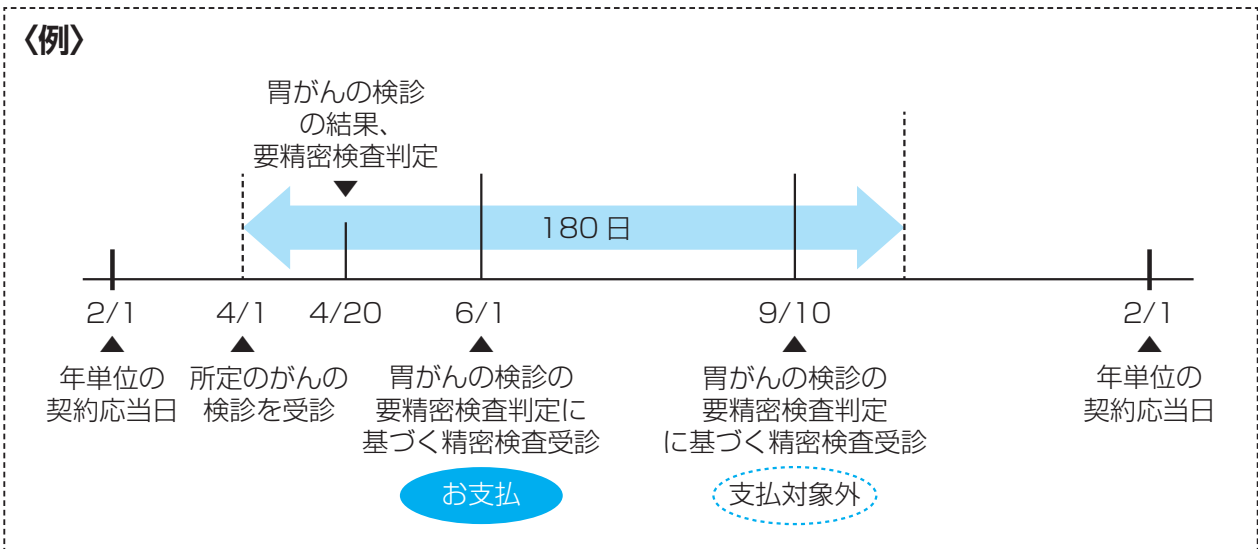 〈例〉
胃がんの検診
の結果、
要精密検査判定
180日
2/1
4/1
4/20
6/1
9/10
2/1
年単位の
契約応当日
所定のがんの
検診を受診
胃がんの検診の
要精密検査判定に
基づく精密検査受診
お支払
胃がんの検診の
要精密検査判定
に基づく精密検査受診
支払対象外
年単位の
契約応当日